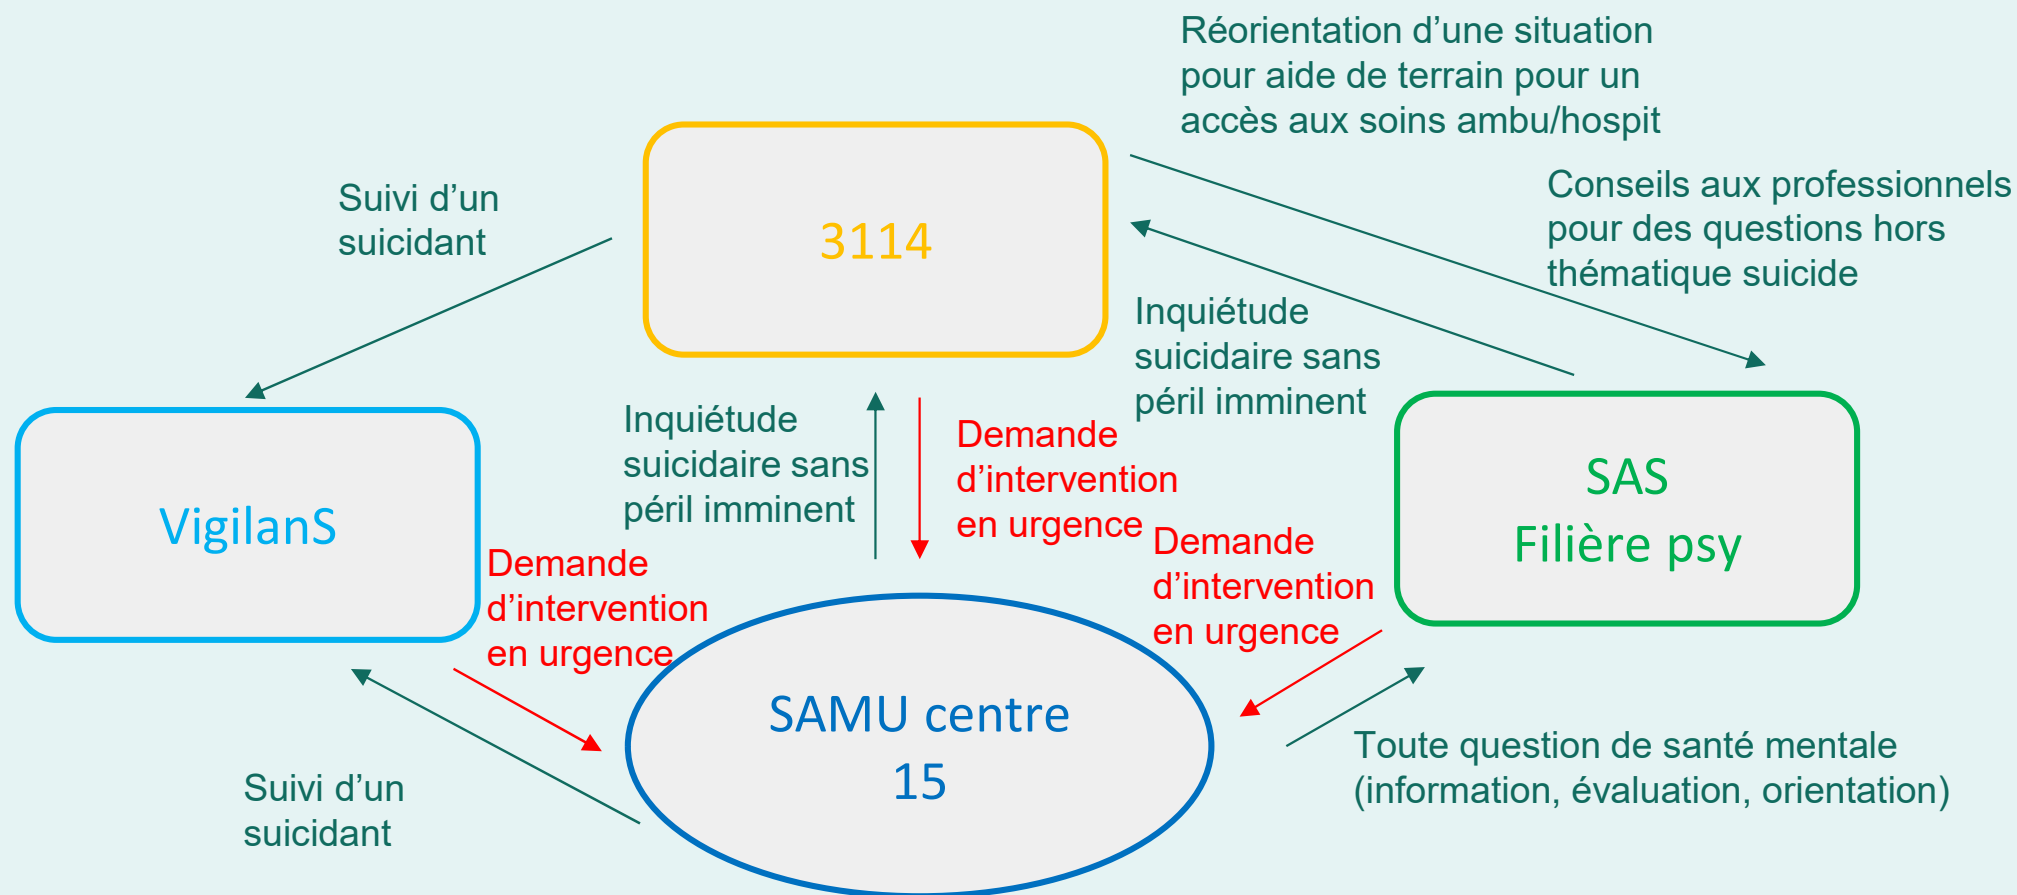 Réorientation d’une situation
pour aide de terrain pour un
accès aux soins ambu/hospit
Conseils aux professionnels
pour des questions hors
thématique suicide
Suivi d’un
suicidant
3114
Inquiétude
suicidaire sans
péril imminent
Inquiétude
suicidaire sans
péril imminent
Demande
d’intervention
en urgence
SAS
Filière psy
VigilanS
Demande
d’intervention
en urgence
Demande
d’intervention
en urgence
SAMU centre
15
Toute question de santé mentale
(information, évaluation, orientation)
Suivi d’un
suicidant